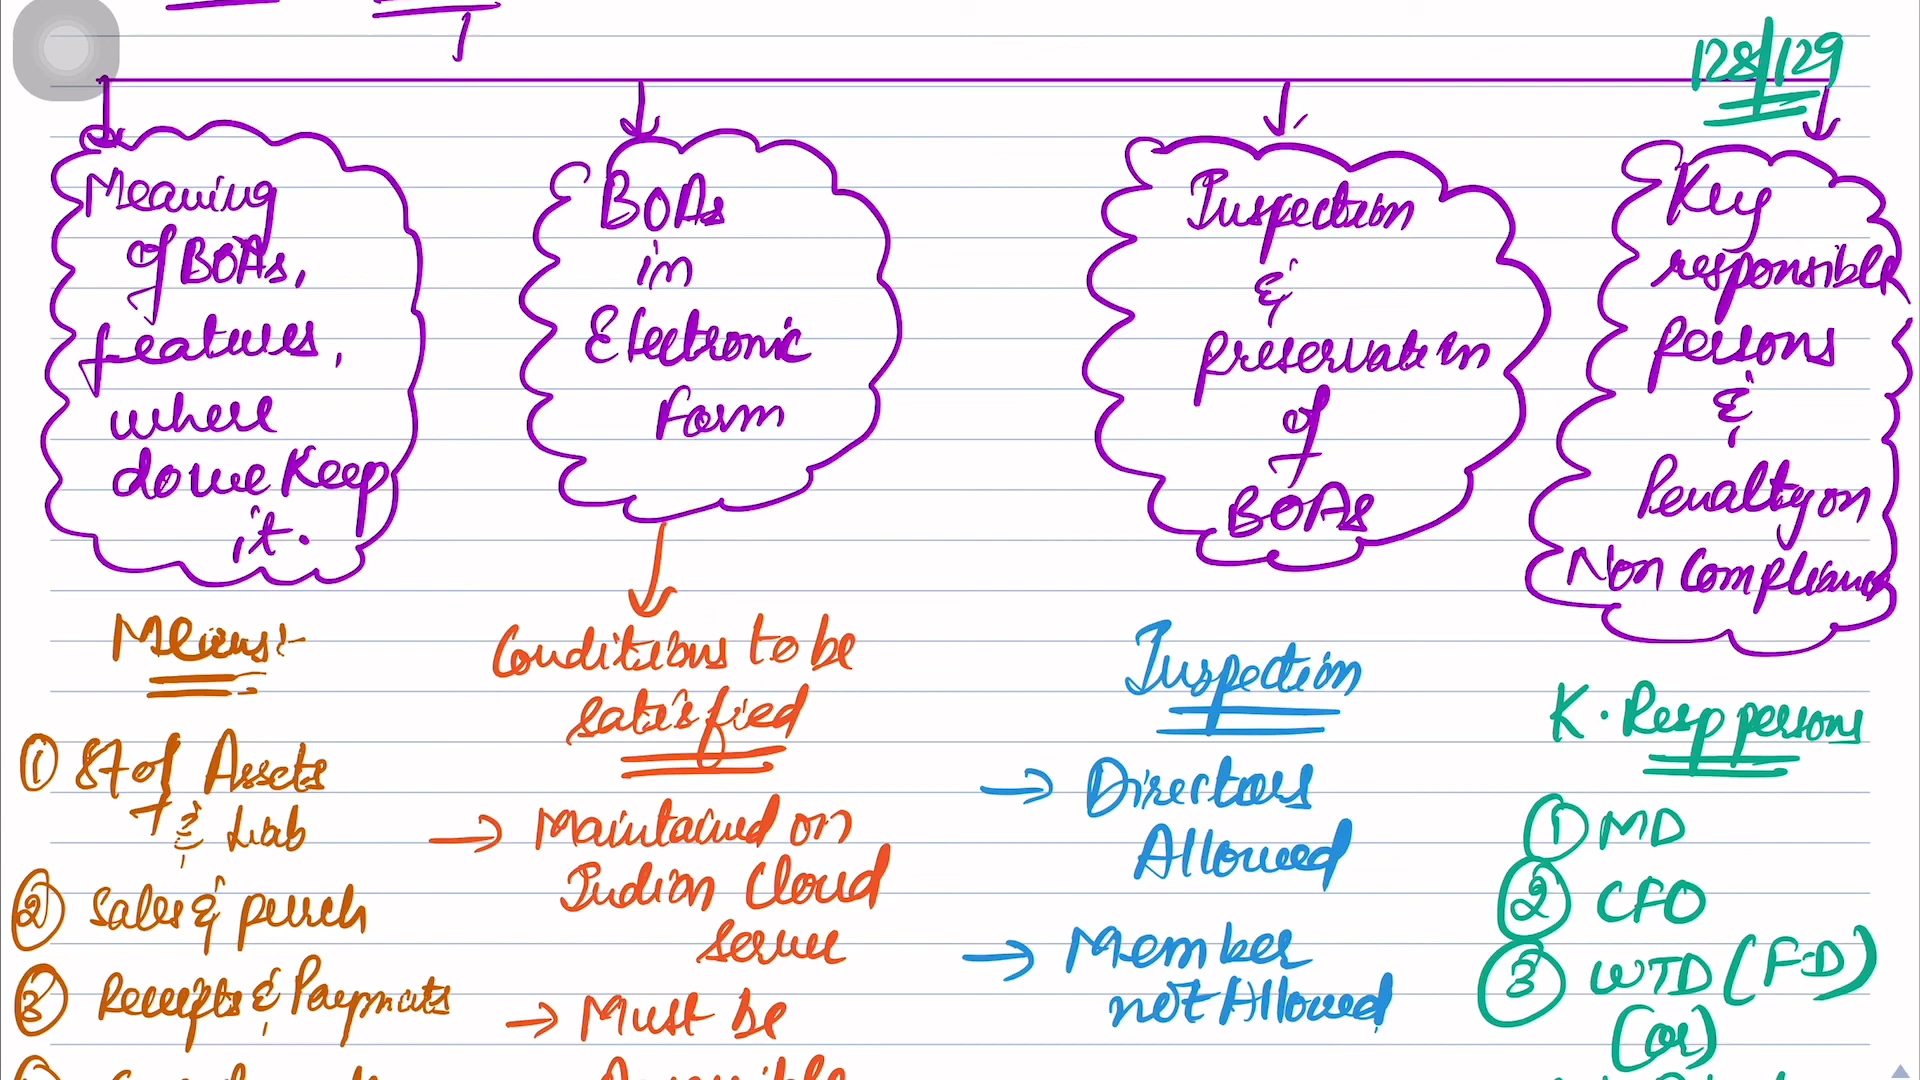 128/129
Meaning
of BOAs,
features,
where
do we keep
it.
BOAs
in
Electronic
Form
Inspection
&
preservation
of
BOAs
Key
responsible
persons
&
Penalty on
Non Compliance
Means:-
① St of Assets
& Liab
② Sales & purch
③ Receipts & Payments
Conditions to be
satisfied
→ Maintained on
Indian Cloud
server
→ Must be
Accessible
Inspection
→ Directors
Allowed
→ Member
not Allowed
K. Resp persons
① MD
② CFO
③ WTD (F.D)
(or)